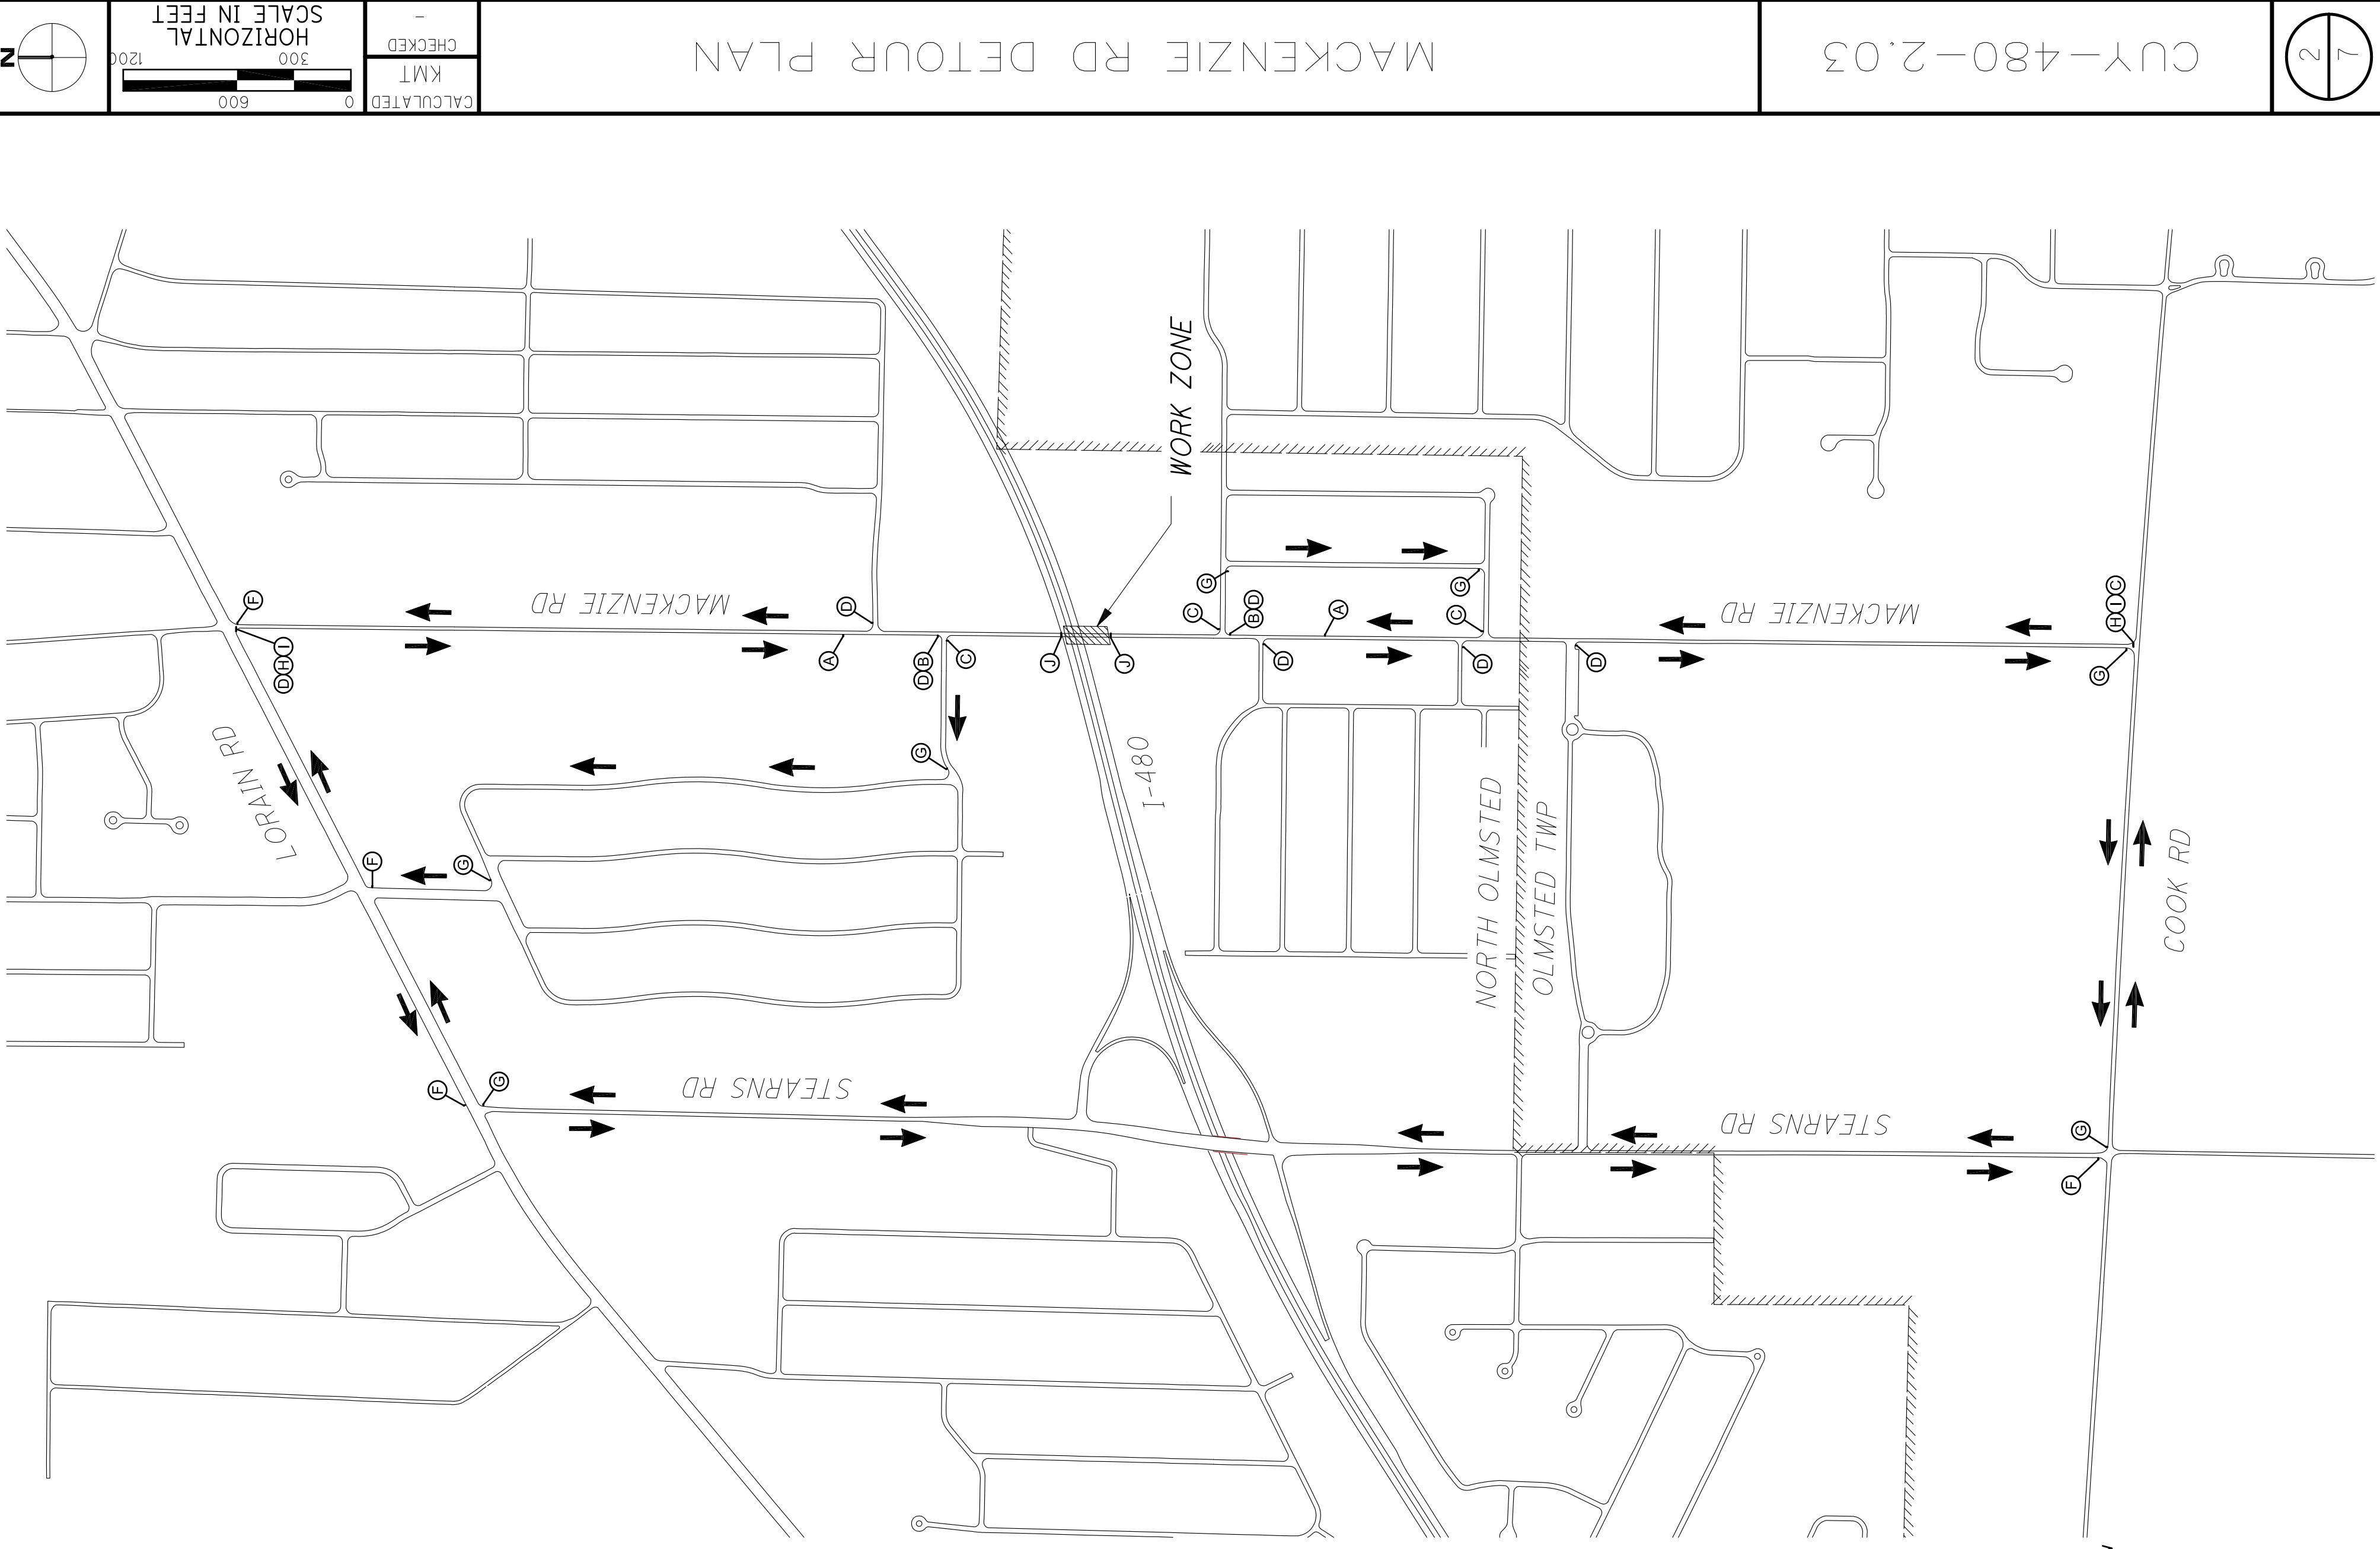 CUY-480-2.03
2
7
MACKENZIE RD DETOUR PLAN
CALCULATED
KMT
CHECKED
-
0
600
300
1200
HORIZONTAL
SCALE IN FEET
N
WORK ZONE
MACKENZIE RD
MACKENZIE RD
LORAIN RD
I-480
NORTH OLMSTED
OLMSTED TWP
COOK RD
STEARNS RD
STEARNS RD
F
D H I
D
A
D B
C
J
J
G
C
B D
A
G
C
D
D
D
H I C
G
G
F
G
F
G
G
F